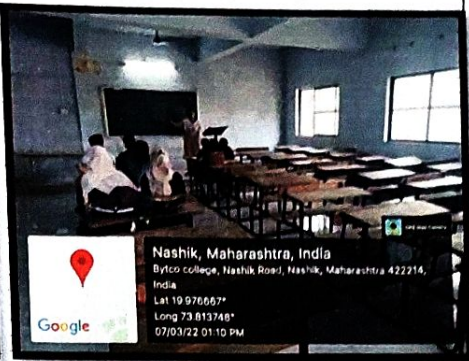 GPS Map Camera
Nashik, Maharashtra, India
Bytco college, Nashik Road, Nashik, Maharashtra 422214,
India
Lat 19.976667°
Long 73.813748°
07/03/22 01:10 PM
Google